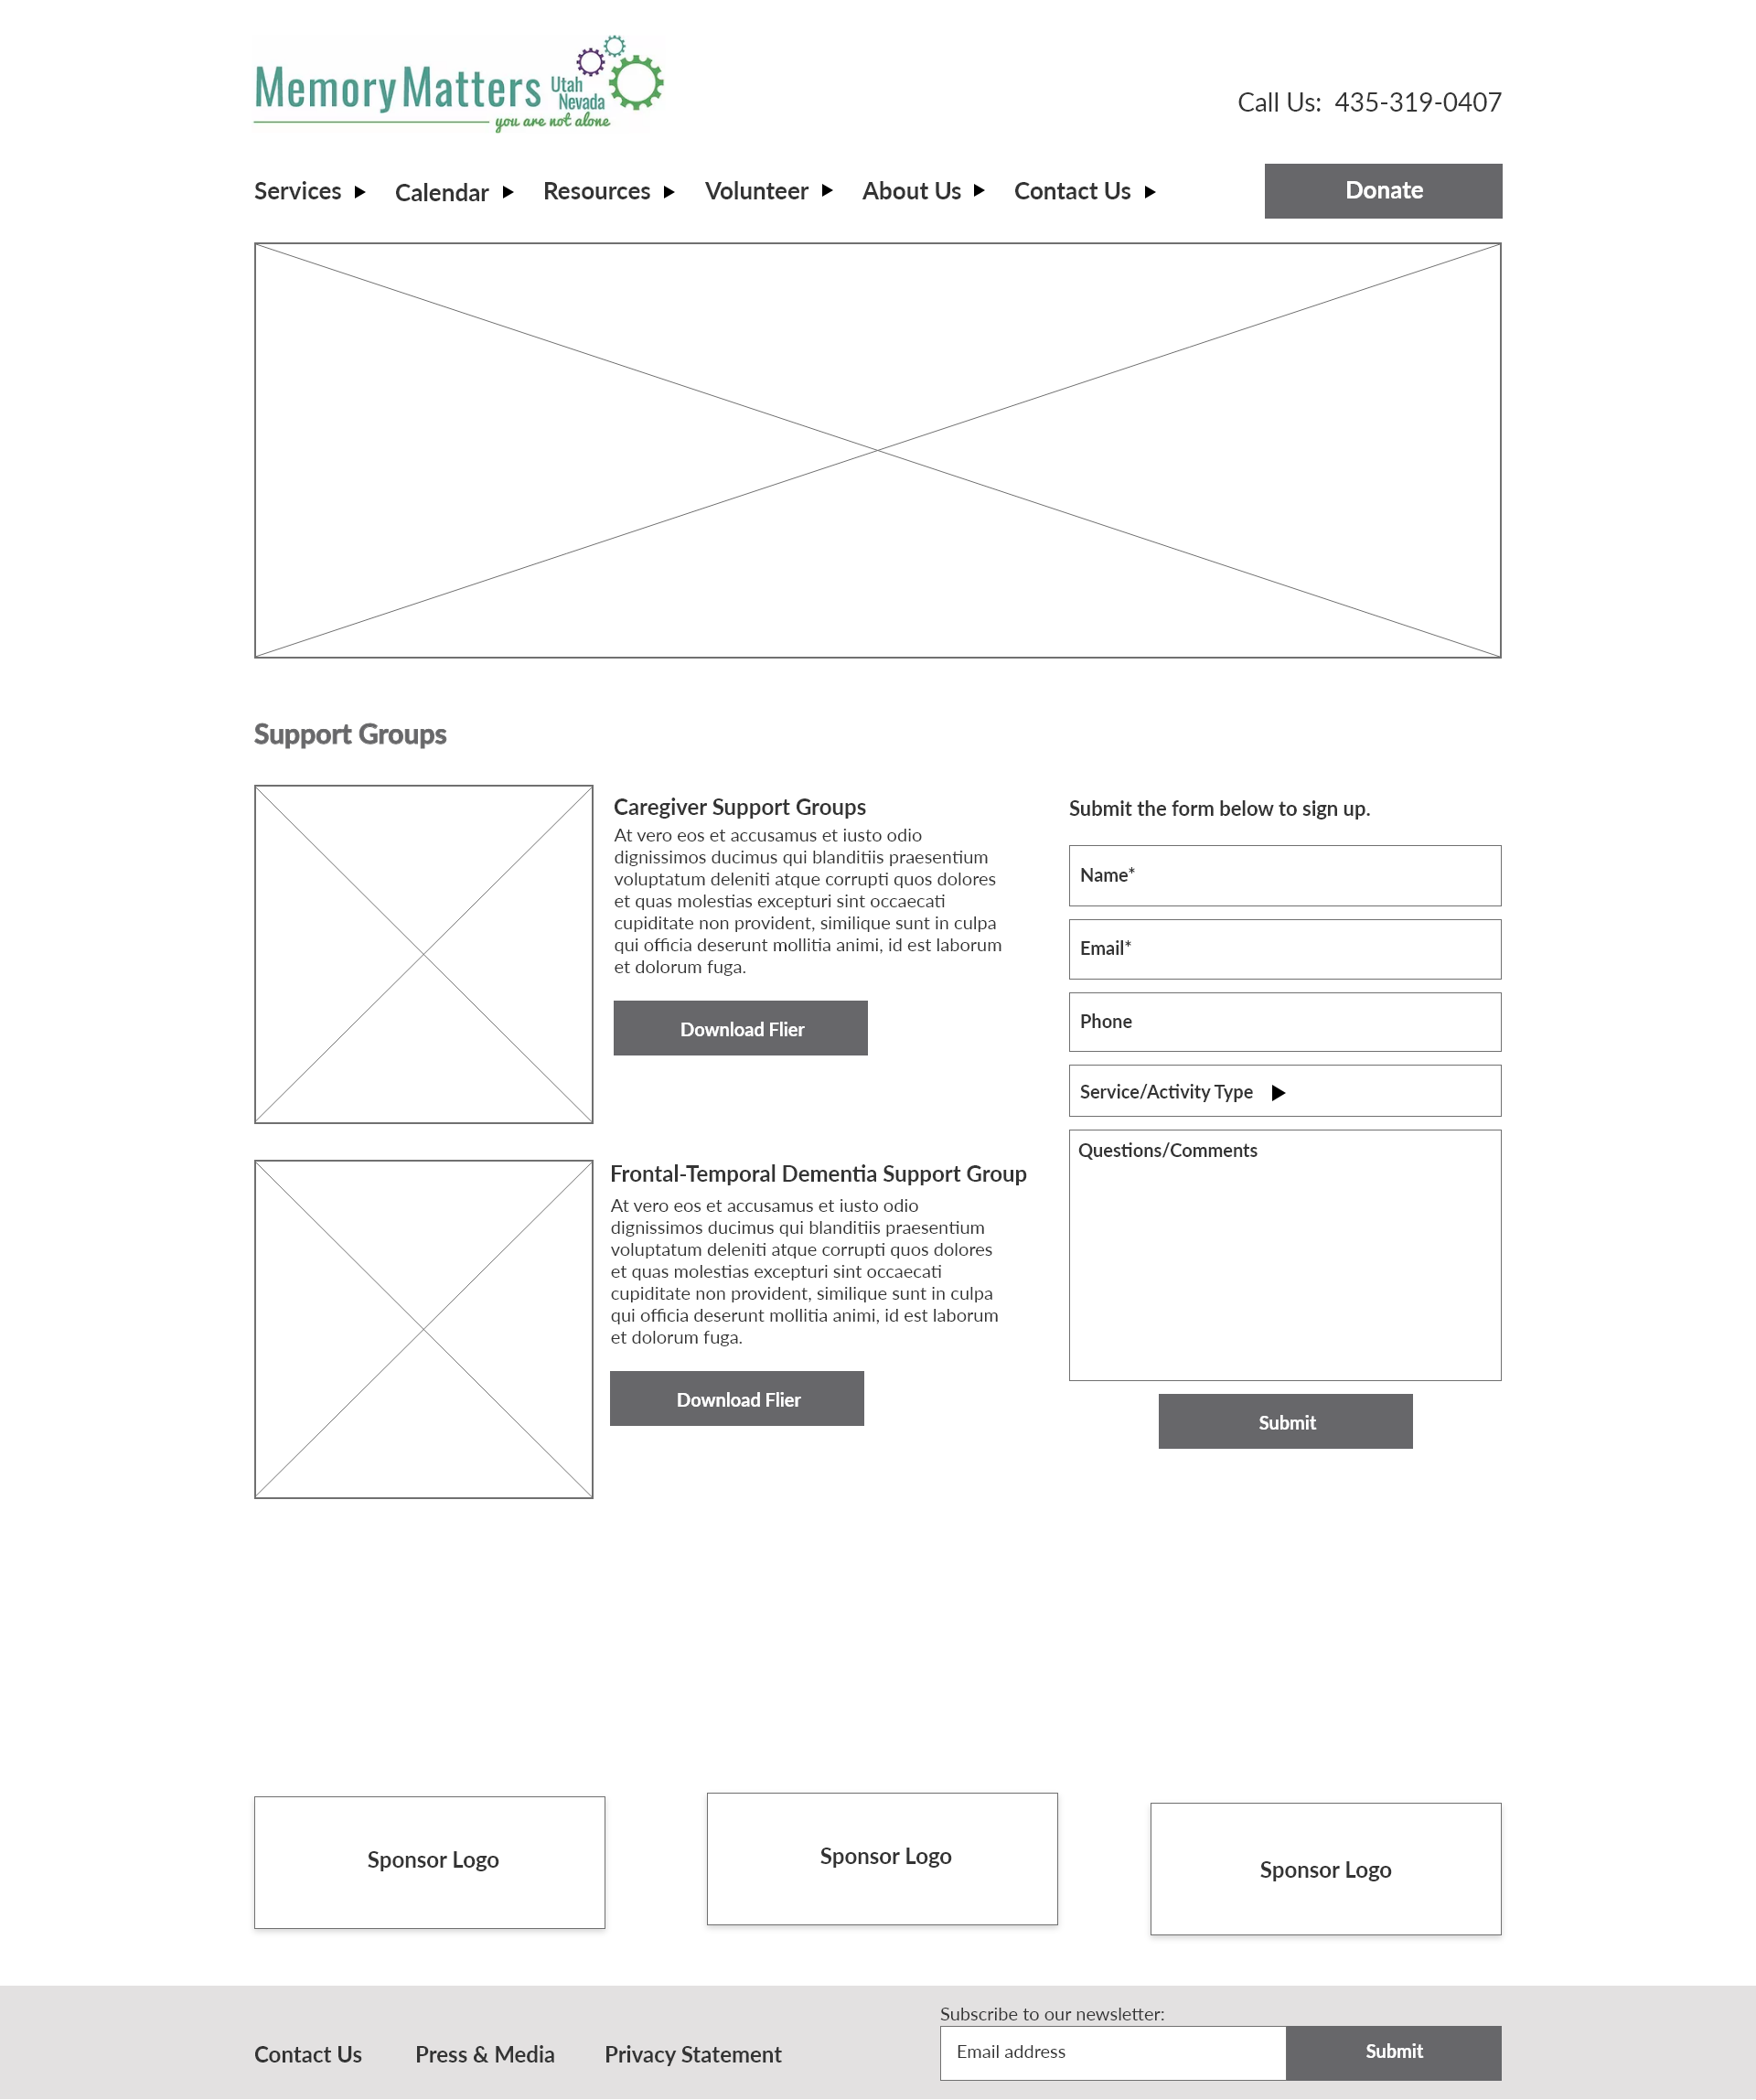 Memory Matters Utah
Nevada
you are not alone
Call Us: 435-319-0407
Services
Calendar
Resources
Volunteer
About Us
Contact Us
Donate
Support Groups
Caregiver Support Groups
At vero eos et accusamus et iusto odio
dignissimos ducimus qui blanditiis praesentium
voluptatum deleniti atque corrupti quos dolores
et quas molestias excepturi sint occaecati
cupiditate non provident, similique sunt in culpa
qui officia deserunt mollitia animi, id est laborum
et dolorum fuga.
Download Flier
Frontal-Temporal Dementia Support Group
At vero eos et accusamus et iusto odio
dignissimos ducimus qui blanditiis praesentium
voluptatum deleniti atque corrupti quos dolores
et quas molestias excepturi sint occaecati
cupiditate non provident, similique sunt in culpa
qui officia deserunt mollitia animi, id est laborum
et dolorum fuga.
Download Flier
Submit the form below to sign up.
Name*
Email*
Phone
Service/Activity Type
Questions/Comments
Submit
Sponsor Logo
Sponsor Logo
Sponsor Logo
Contact Us
Press & Media
Privacy Statement
Subscribe to our newsletter:
Email address
Submit